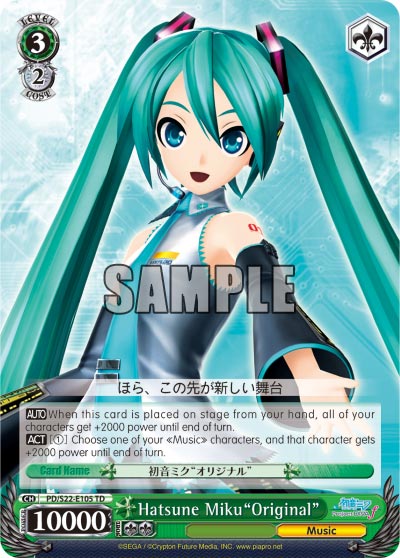 LEVEL
3
2
COST
SAMPLE
ほら、この先が新しい舞台
AUTO When this card is placed on stage from your hand, all of your
characters get +2000 power until end of turn.
ACT [①] Choose one of your «Music» characters, and that character
gets +2000 power until end of turn.
Card Name 初音ミク“オリジナル”
CH PD/S22-E105 TD
POWER 10000 Hatsune Miku“Original”
Music
©SEGA / ©Crypton Future Media, INC. www.piapro.net